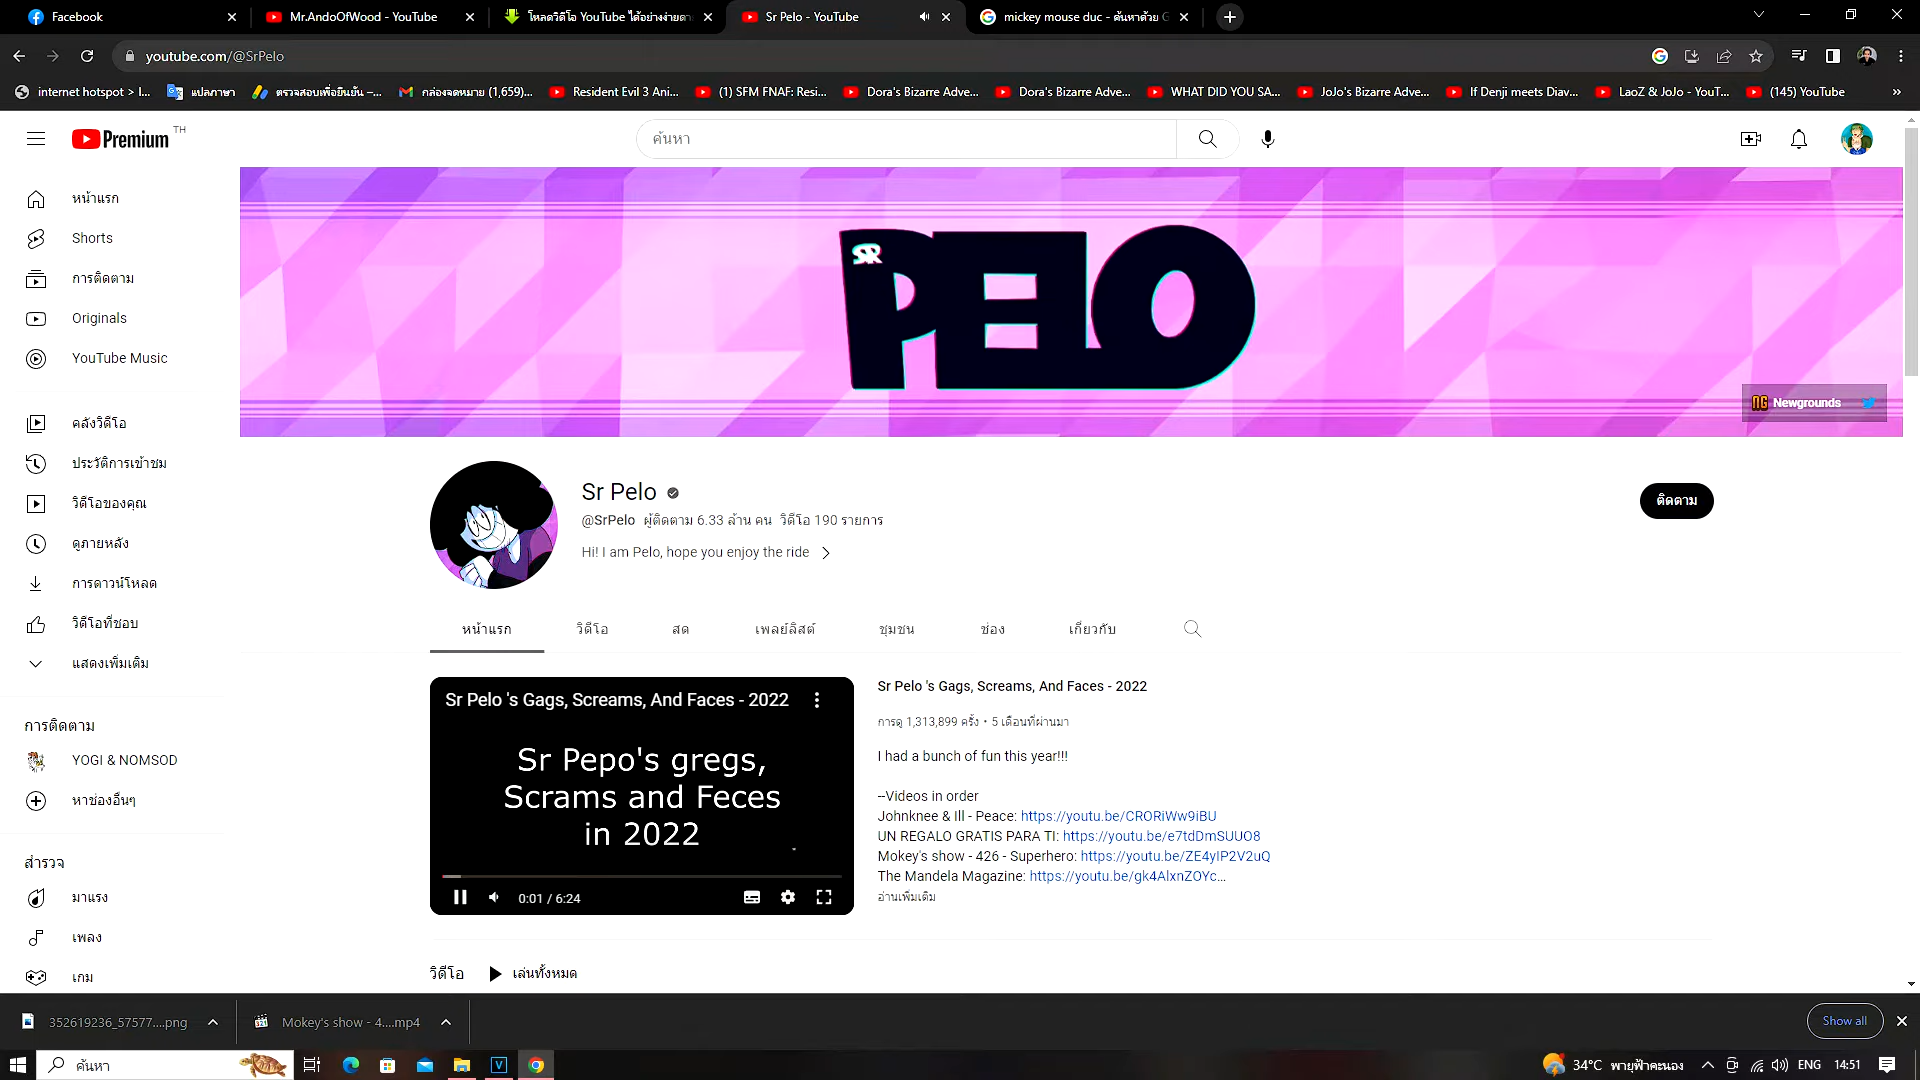 Facebook
Mr.AndoOfWood - YouTube
โหลดวิดีโอ YouTube ได้อย่างง่ายดา
Sr Pelo - YouTube
mickey mouse duc - ค้นหาด้วย G
youtube.com/@SrPelo
internet hotspot > I...
แปลภาษา
ตรวจสอบเพื่อยืนยัน –...
กล่องจดหมาย (1,659)...
Resident Evil 3 Ani...
(1) SFM FNAF: Resi...
Dora's Bizarre Adve...
Dora's Bizarre Adve...
WHAT DID YOU SA...
JoJo's Bizarre Adve...
If Denji meets Diav...
LaoZ & JoJo - YouT...
(145) YouTube
»
Premium TH
ค้นหา
หน้าแรก
Shorts
การติดตาม
Originals
YouTube Music
คลังวิดีโอ
ประวัติการเข้าชม
วิดีโอของคุณ
ดูภายหลัง
การดาวน์โหลด
วิดีโอที่ชอบ
แสดงเพิ่มเติม
การติดตาม
YOGI & NOMSOD
หาช่องอื่นๆ
สำรวจ
มาแรง
เพลง
เกม
SR PELO
NG Newgrounds
Sr Pelo
@SrPelo ผู้ติดตาม 6.33 ล้าน คน วิดีโอ 190 รายการ
Hi! I am Pelo, hope you enjoy the ride
ติดตาม
หน้าแรก
วิดีโอ
สด
เพลย์ลิสต์
ชุมชน
ช่อง
เกี่ยวกับ
Sr Pelo 's Gags, Screams, And Faces - 2022
Sr Pepo's gregs,
Scrams and Feces
in 2022
0:01 / 6:24
Sr Pelo 's Gags, Screams, And Faces - 2022
การดู 1,313,899 ครั้ง • 5 เดือนที่ผ่านมา
I had a bunch of fun this year!!!
--Videos in order
Johnknee & Ill - Peace: https://youtu.be/CRORiWw9iBU
UN REGALO GRATIS PARA TI: https://youtu.be/e7tdDmSUUO8
Mokey's show - 426 - Superhero: https://youtu.be/ZE4yIP2V2uQ
The Mandela Magazine: https://youtu.be/gk4AlxnZOYc...
อ่านเพิ่มเติม
วิดีโอ
เล่นทั้งหมด
352619236_57577....png
Mokey's show - 4....mp4
Show all
ค้นหา
34°C พายุฟ้าคะนอง
ENG
14:51